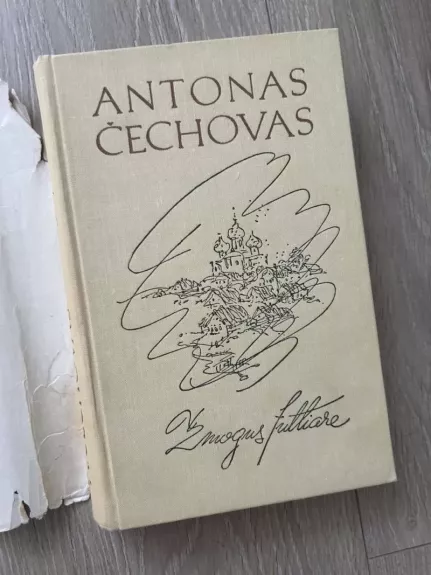 ANTONAS
ČECHOVAS
Žmogus futliare